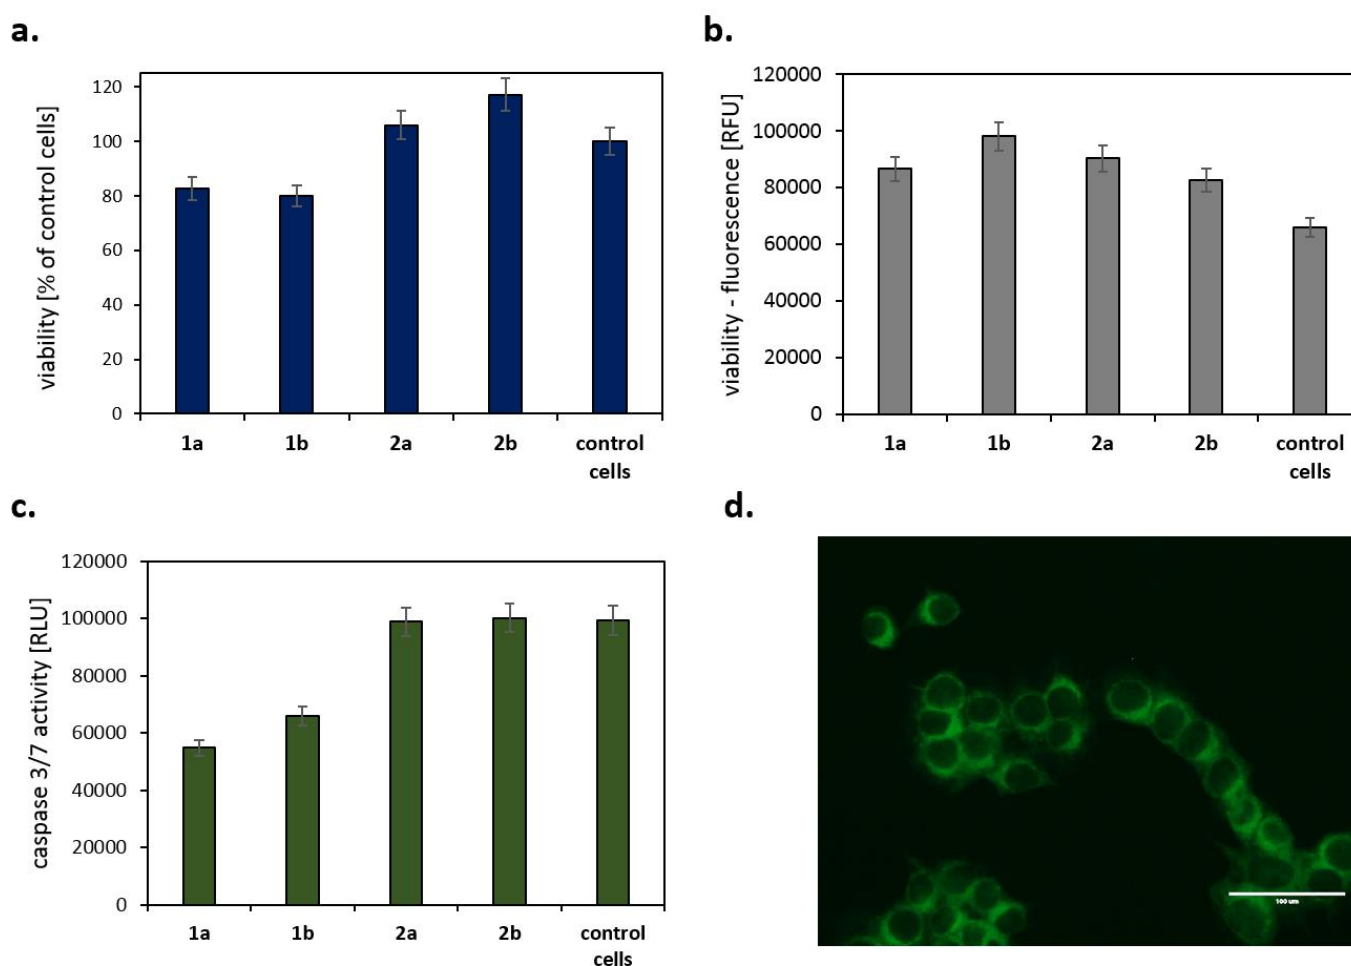 a.
viability [% of control cells]
120
100
80
60
40
20
0
1a 1b 2a 2b control
cells
b.
viability - fluorescence [RFU]
120000
100000
80000
60000
40000
20000
0
1a 1b 2a 2b control
cells
c.
caspase 3/7 activity [RLU]
120000
100000
80000
60000
40000
20000
0
1a 1b 2a 2b control
cells
d.
100 um